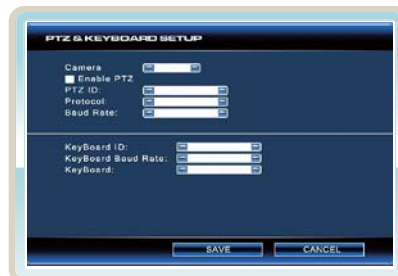 PTZ & KEYBOARD SETUP
Camera
Enable PTZ
PTZ ID:
Protocol:
Baud Rate:
KeyBoard ID:
KeyBoard Baud Rate:
KeyBoard:
SAVE CANCEL